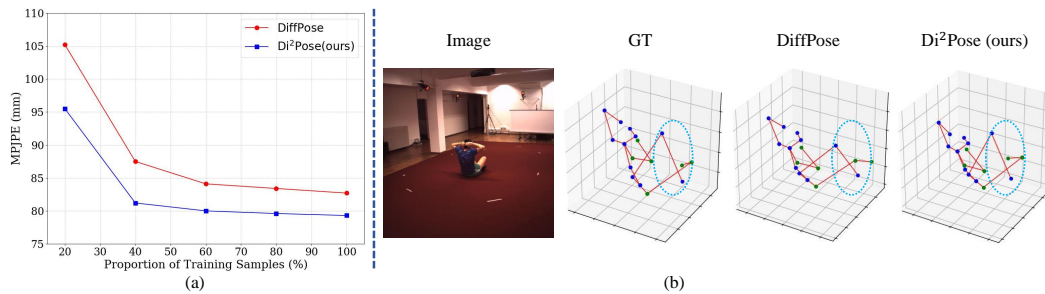 110
105
100
95
90
85
80
75
MPJPE (mm)
DiffPose
Di²Pose(ours)
20 30 40 50 60 70 80 90 100
Proportion of Training Samples (%)
(a)
Image GT DiffPose Di²Pose (ours)
(b)